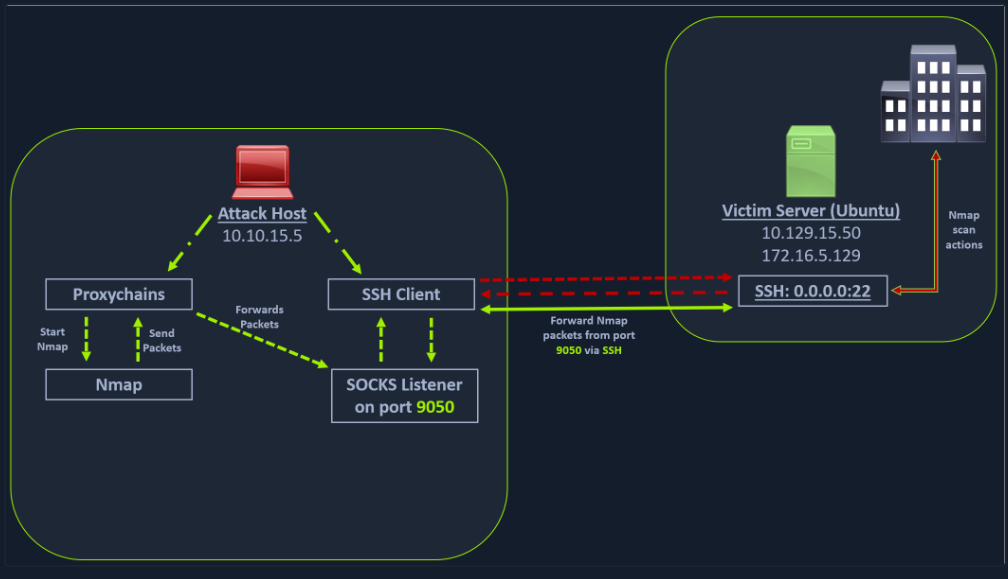 Attack Host
10.10.15.5
Proxychains
SSH Client
Start
Nmap
Send
Packets
Forwards
Packets
Nmap
SOCKS Listener
on port 9050
Forward Nmap
packets from port
9050 via SSH
Victim Server (Ubuntu)
10.129.15.50
172.16.5.129
SSH: 0.0.0.0:22
Nmap
scan
actions